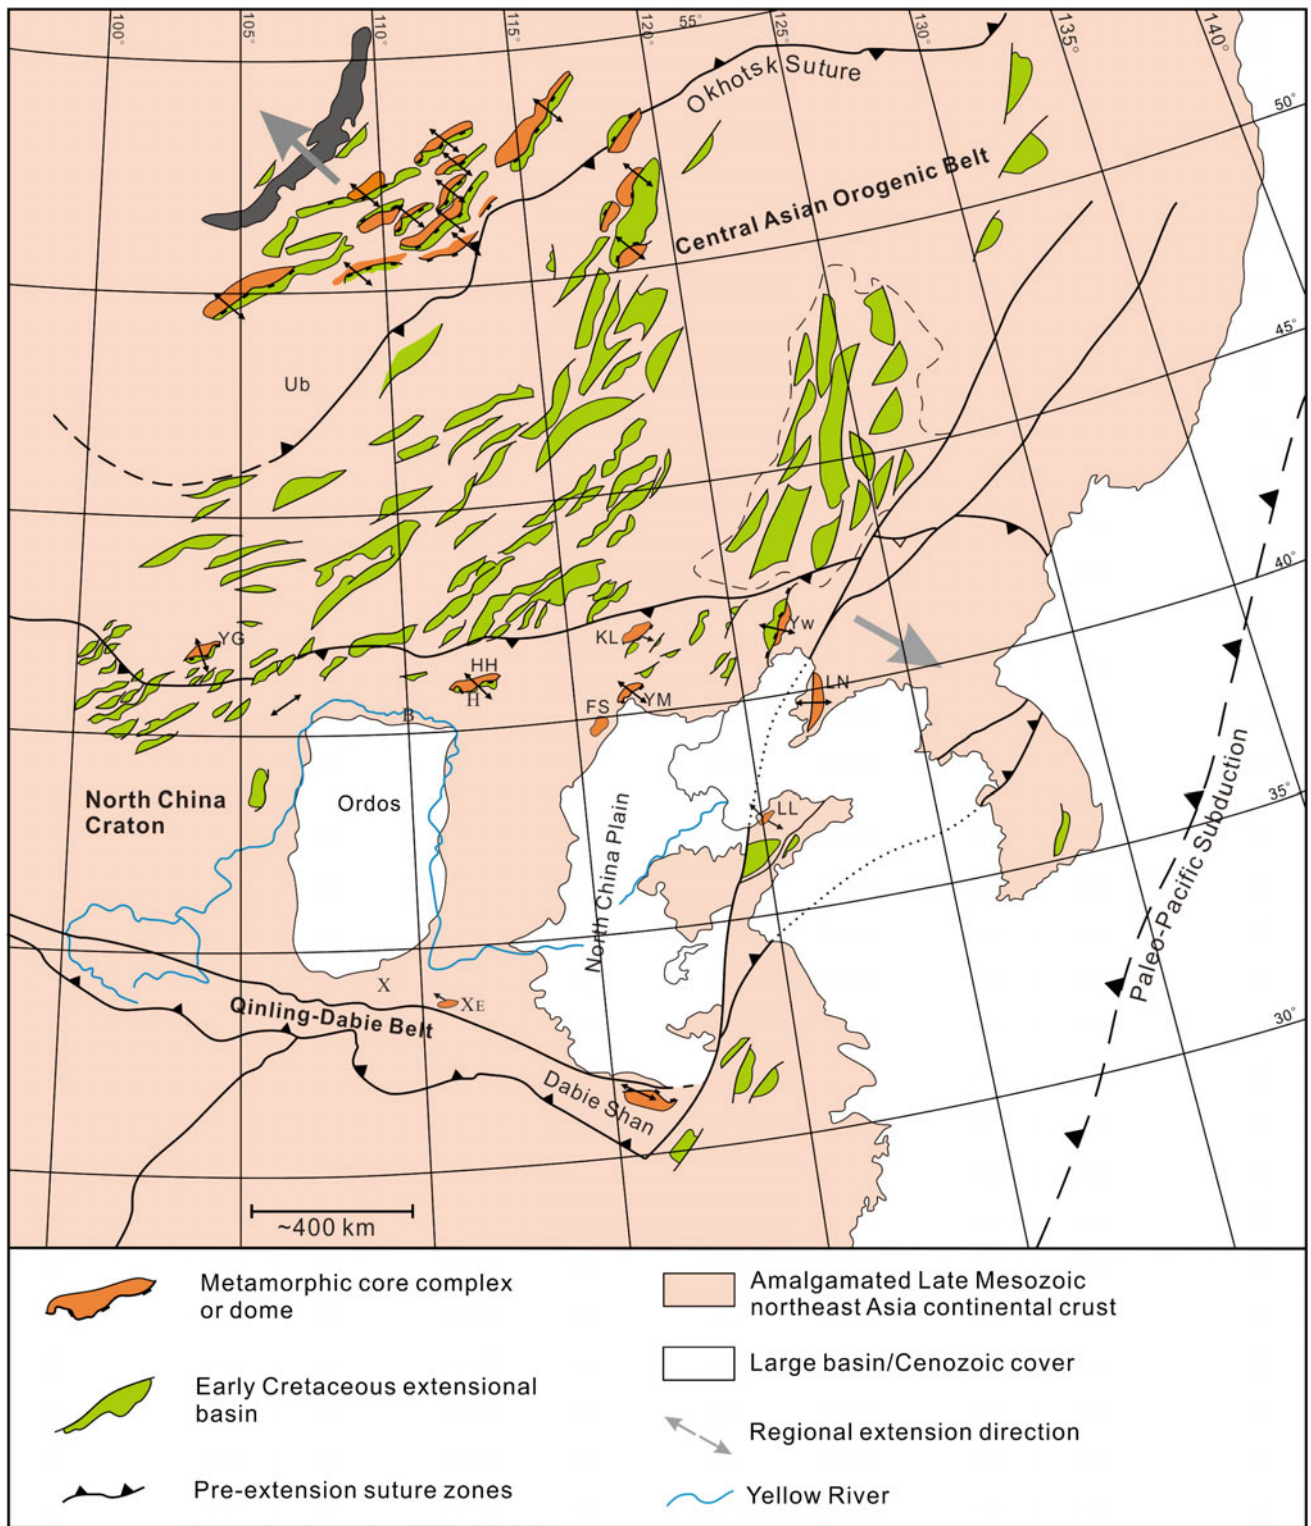 100°
105°
110°
115°
120°
55°
125°
130°
135°
140°
50°
Okhotsk Suture
Central Asian Orogenic Belt
45°
Ub
40°
YG
KL
Yw
HH
H
B
FS
YM
LN
North China
Craton
Ordos
North China Plain
LL
35°
Paleo-Pacific Subduction
X
XE
Qinling-Dabie Belt
30°
Dabie Shan
~400 km
Metamorphic core complex
or dome
Early Cretaceous extensional
basin
Pre-extension suture zones
Amalgamated Late Mesozoic
northeast Asia continental crust
Large basin/Cenozoic cover
Regional extension direction
Yellow River